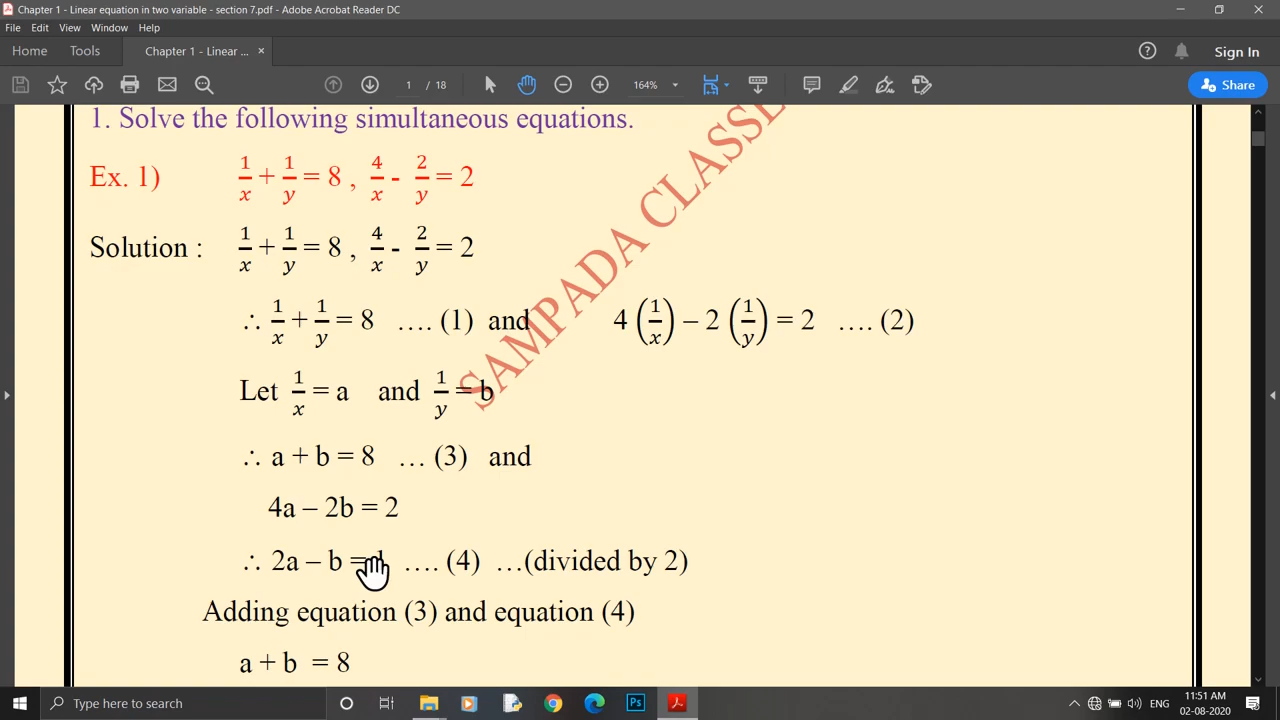 Chapter 1 - Linear equation in two variable - section 7.pdf - Adobe Acrobat Reader DC
File Edit View Window Help
Home Tools Chapter 1 - Linear ... × Sign In
1 / 18 164% Share
1. Solve the following simultaneous equations.
Ex. 1) 1/x + 1/y = 8 , 4/x - 2/y = 2
Solution : 1/x + 1/y = 8 , 4/x - 2/y = 2
∴ 1/x + 1/y = 8 …. (1) and 4 (1/x) – 2 (1/y) = 2 …. (2)
Let 1/x = a and 1/y = b
∴ a + b = 8 … (3) and
4a – 2b = 2
∴ 2a – b = …. (4) …(divided by 2)
Adding equation (3) and equation (4)
a + b = 8
SAMPADA CLASSE
Type here to search
11:51 AM
02-08-2020